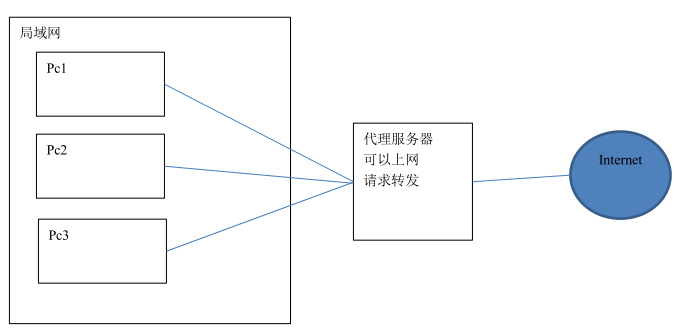 局域网
Pc1
Pc2
Pc3
代理服务器
可以上网
请求转发
Internet